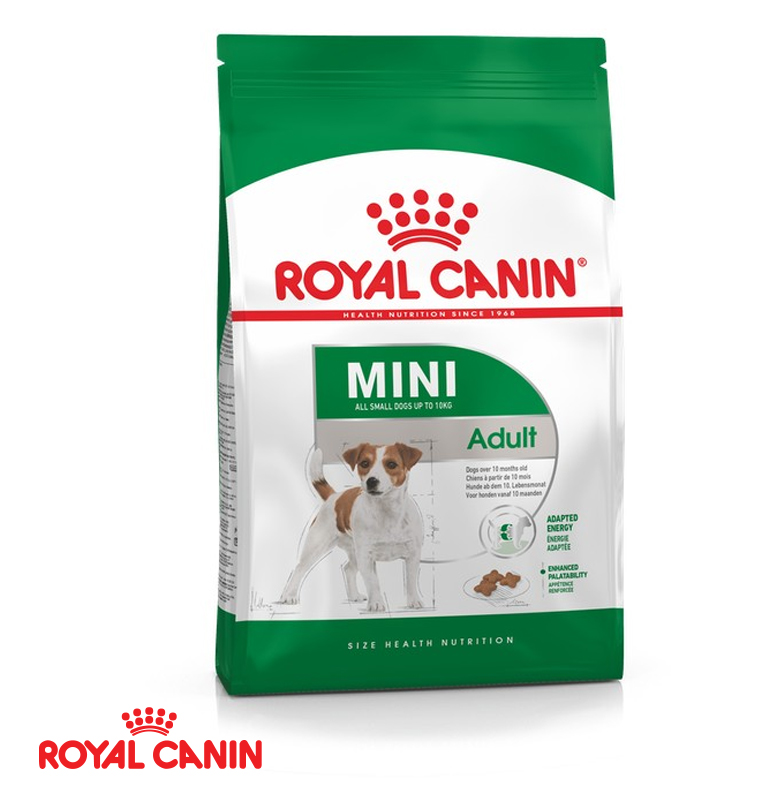 ROYAL CANIN®
HEALTH NUTRITION SINCE 1968
MINI
ALL SMALL DOGS UP TO 10KG
Adult
Dogs over 10 months old
Chiens à partir de 10 mois
Hunde ab dem 10. Lebensmonat
Voor honden vanaf 10 maanden
ADAPTED
ENERGY
ÉNERGIE
ADAPTÉE
ENHANCED
PALATABILITY
APPÉTENCE
RENFORCÉE
SIZE HEALTH NUTRITION
ROYAL CANIN